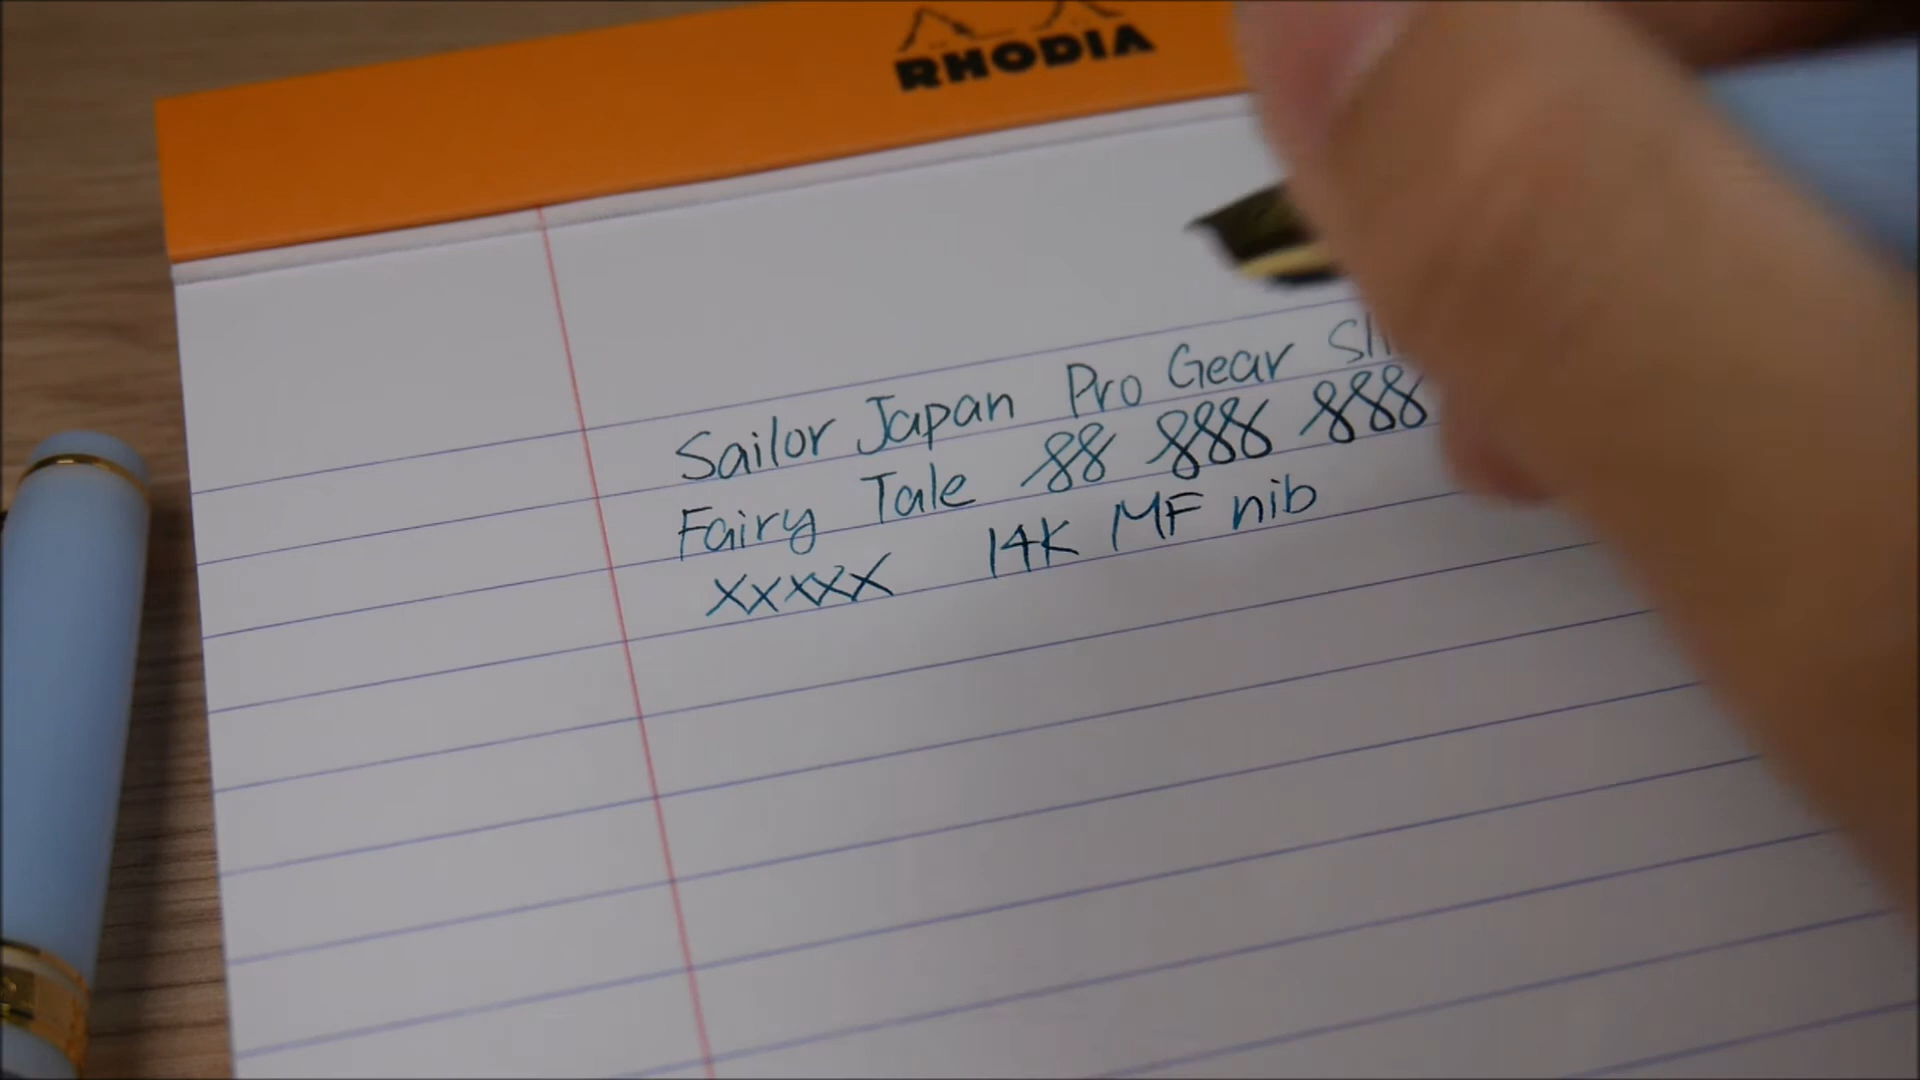 RHODIA
Sailor Japan Pro Gear
Fairy Tale 88 888 888
xxxxx 14K MF nib